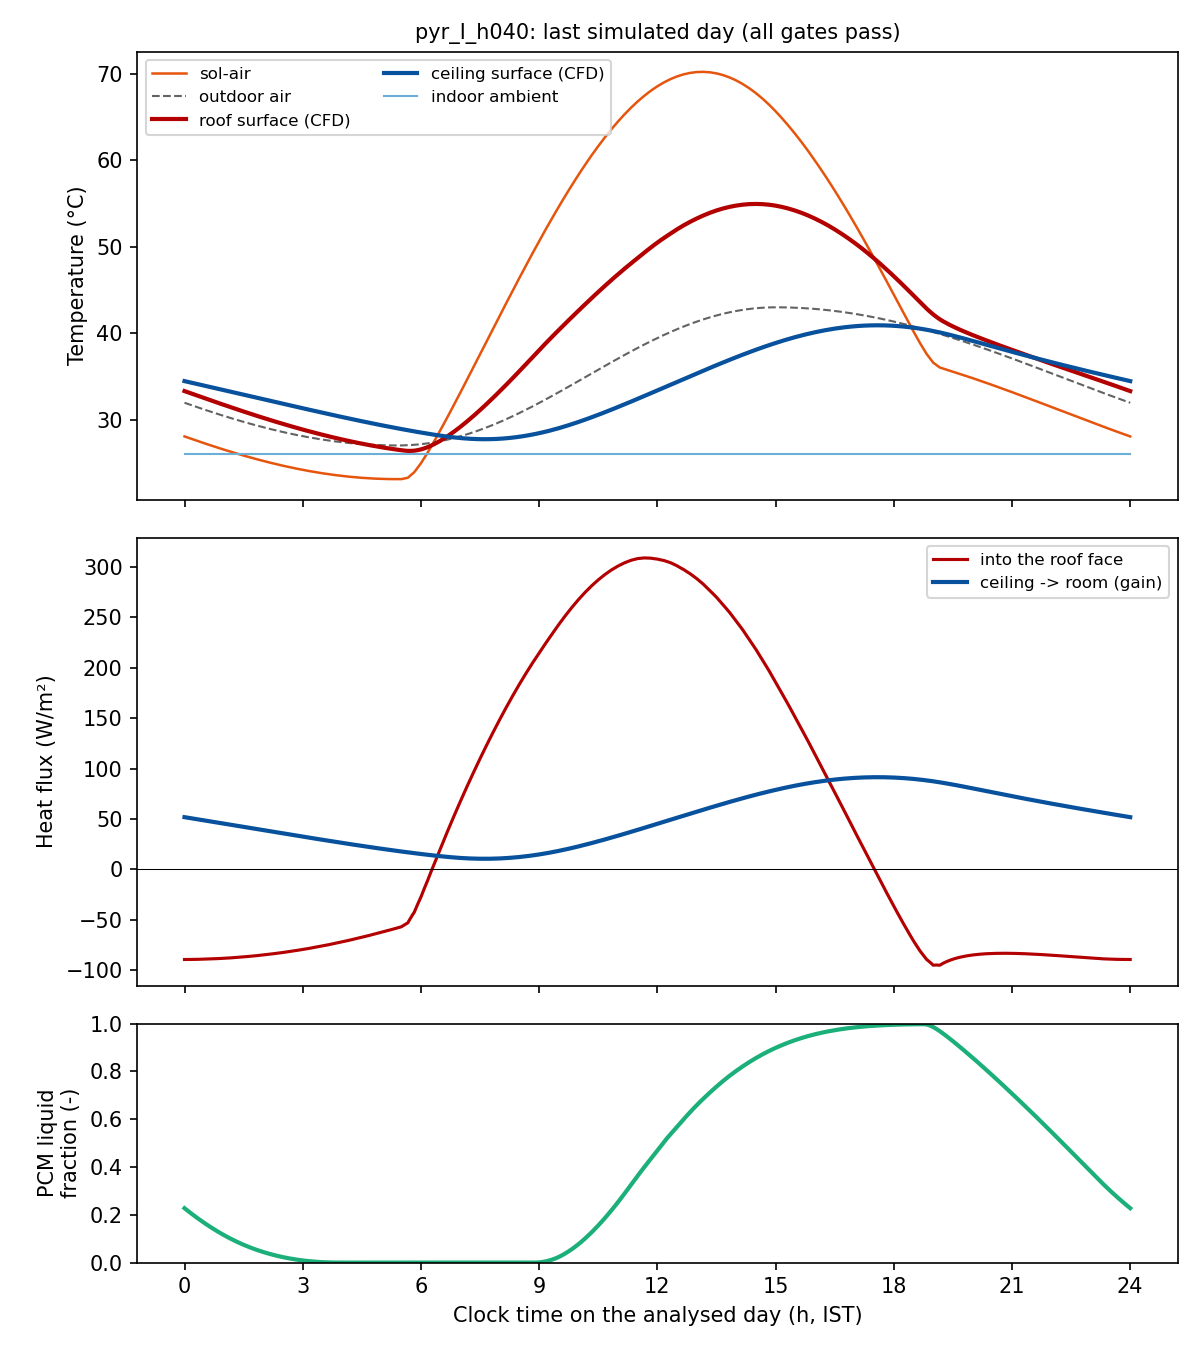 pyr_I_h040: last simulated day (all gates pass)
sol-air
outdoor air
roof surface (CFD)
ceiling surface (CFD)
indoor ambient
Temperature (°C)
70
60
50
40
30
into the roof face
ceiling -> room (gain)
Heat flux (W/m²)
300
250
200
150
100
50
0
−50
−100
PCM liquid
fraction (-)
1.0
0.8
0.6
0.4
0.2
0.0
0 3 6 9 12 15 18 21 24
Clock time on the analysed day (h, IST)